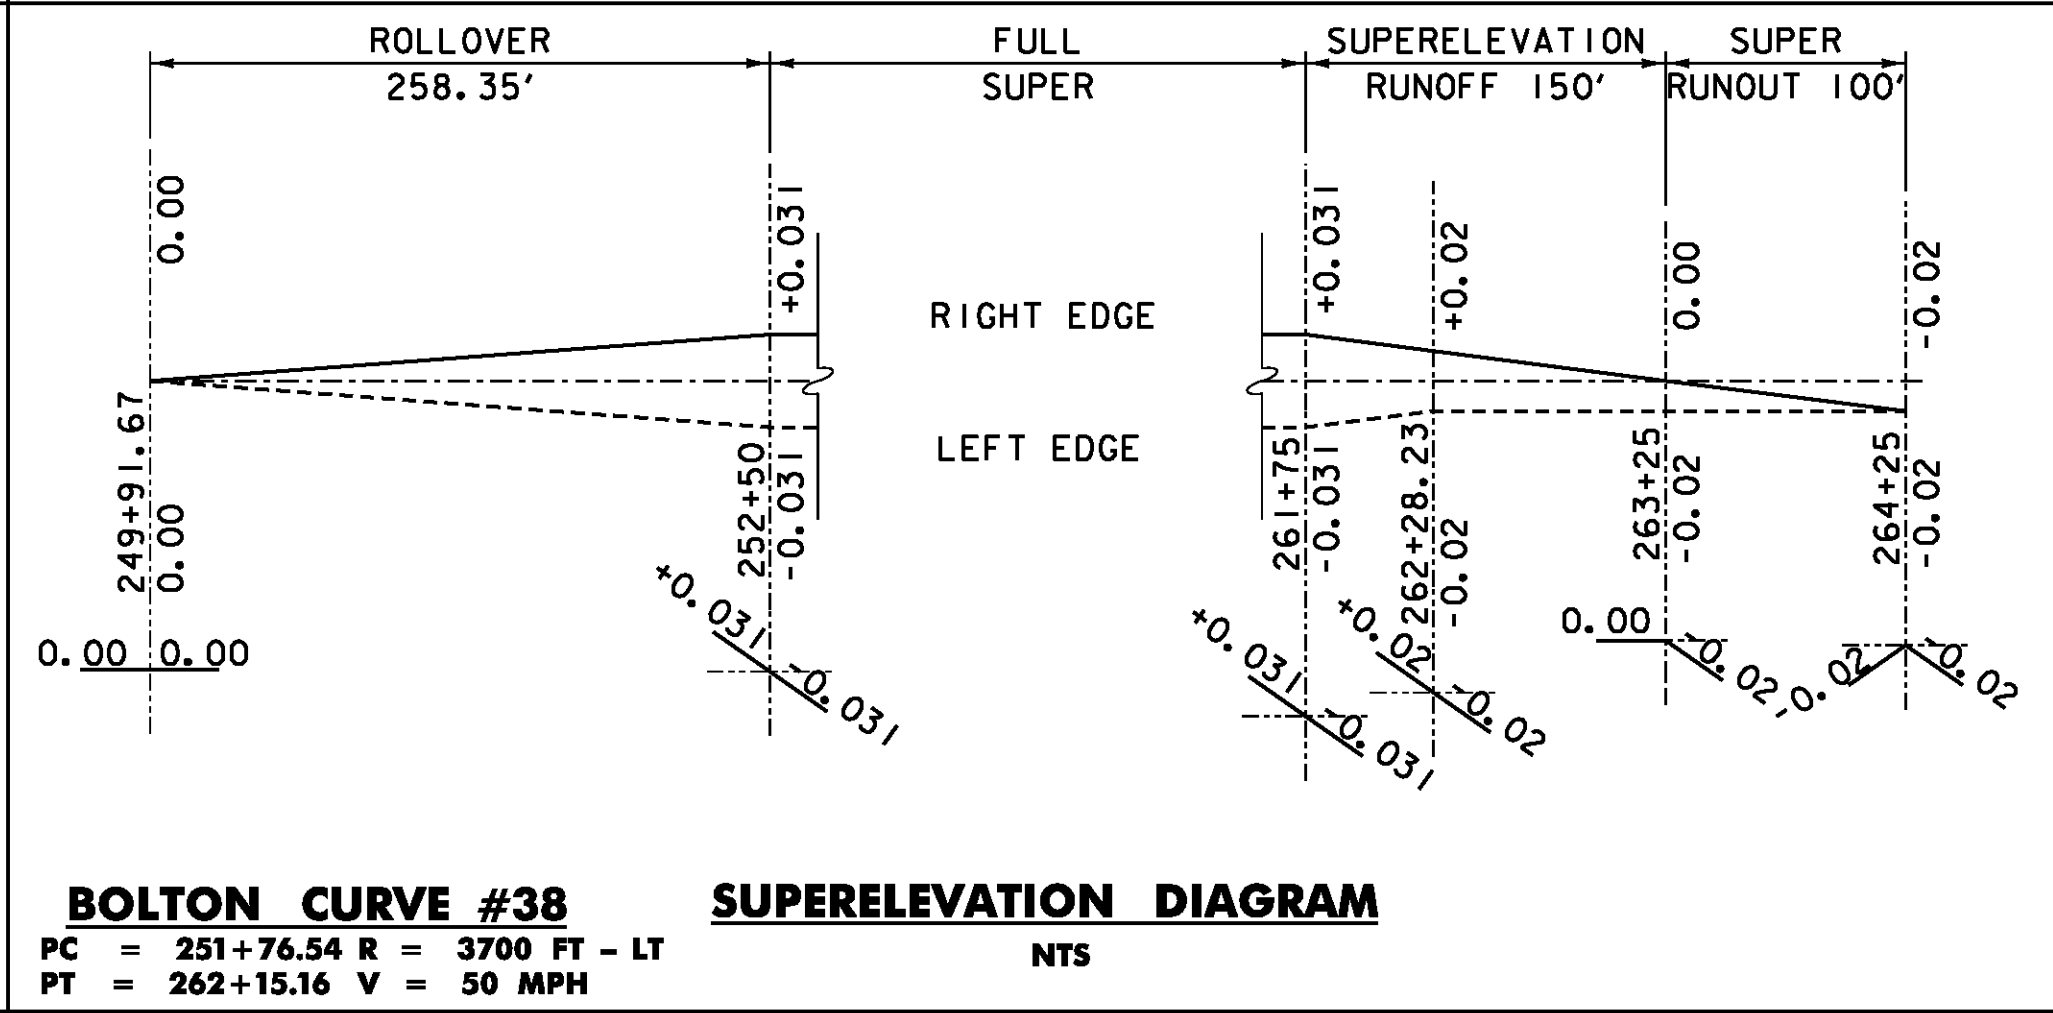 ROLLOVER
258.35'
FULL
SUPER
SUPERELEVATION
RUNOFF 150'
SUPER
RUNOUT 100'
0.00
+0.031
+0.031
+0.02
0.00
-0.02
RIGHT EDGE
LEFT EDGE
249+91.67
0.00
252+50
-0.031
261+75
-0.031
262+28.23
-0.02
263+25
-0.02
264+25
-0.02
0.00 0.00
+0.031 -0.031
+0.031 -0.031
+0.02 -0.02
0.00 -0.02
-0.02 -0.02
BOLTON CURVE #38
PC = 251+76.54 R = 3700 FT - LT
PT = 262+15.16 V = 50 MPH
SUPERELEVATION DIAGRAM
NTS